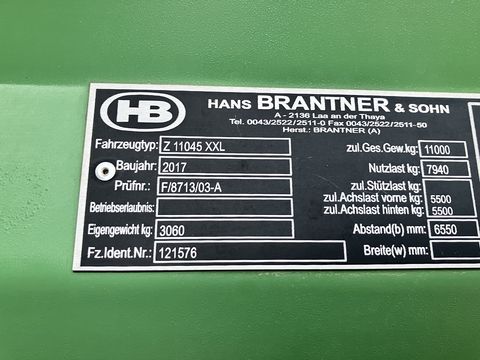 HB
HANS BRANTNER & SOHN
A - 2136 Laa an der Thaya
Tel. 0043/2522/2511-0 Fax 0043/2522/2511-50
Herst.: BRANTNER (A)
Fahrzeugtyp: Z 11045 XXL zul.Ges.Gew.kg: 11000
Baujahr: 2017 Nutzlast kg: 7940
Prüfnr.: F/8713/03-A zul.Stützlast kg:
zul.Achslast vorne kg: 5500
Betriebserlaubnis: zul.Achslast hinten kg: 5500
Eigengewicht kg: 3060 Abstand(b) mm: 6550
Fz.Ident.Nr.: 121576 Breite(w) mm: